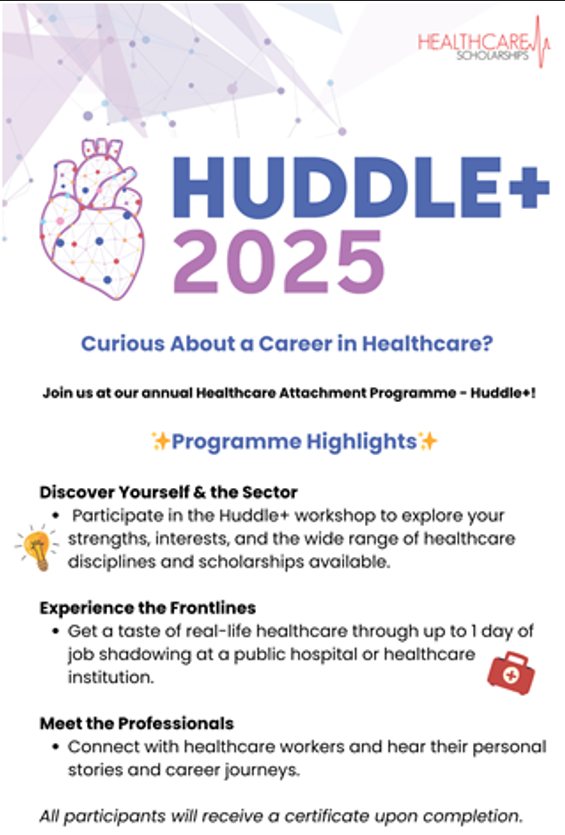 HEALTHCARE
SCHOLARSHIPS
HUDDLE+
2025
Curious About a Career in Healthcare?
Join us at our annual Healthcare Attachment Programme - Huddle+!
✨Programme Highlights✨
Discover Yourself & the Sector
• Participate in the Huddle+ workshop to explore your
strengths, interests, and the wide range of healthcare
disciplines and scholarships available.
Experience the Frontlines
• Get a taste of real-life healthcare through up to 1 day of
job shadowing at a public hospital or healthcare
institution.
Meet the Professionals
• Connect with healthcare workers and hear their personal
stories and career journeys.
All participants will receive a certificate upon completion.